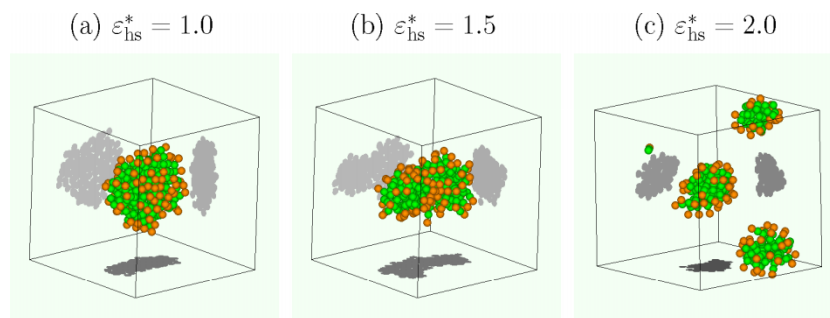 (a) ε*hs = 1.0 (b) ε*hs = 1.5 (c) ε*hs = 2.0